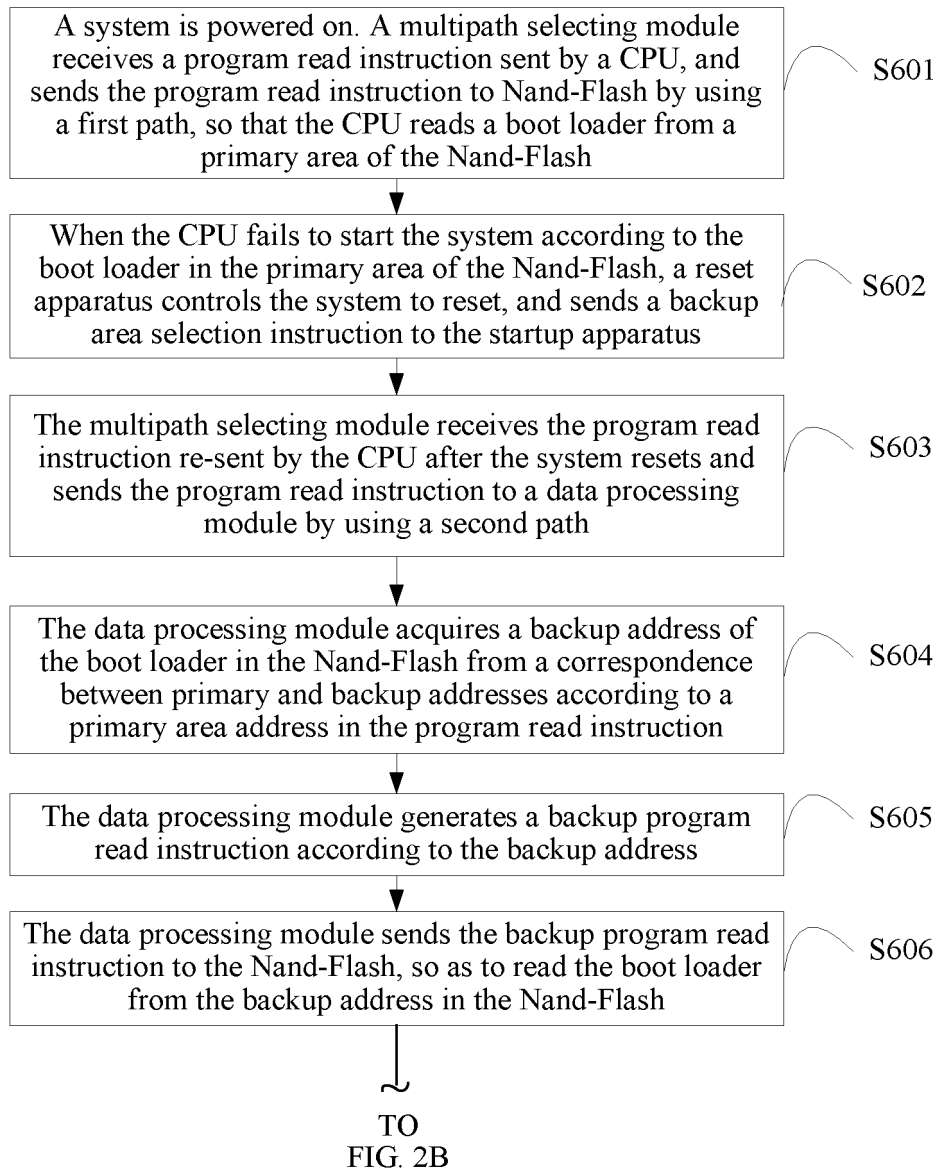 A system is powered on. A multipath selecting module
receives a program read instruction sent by a CPU, and
sends the program read instruction to Nand-Flash by using
a first path, so that the CPU reads a boot loader from a
primary area of the Nand-Flash
S601
When the CPU fails to start the system according to the
boot loader in the primary area of the Nand-Flash, a reset
apparatus controls the system to reset, and sends a backup
area selection instruction to the startup apparatus
S602
The multipath selecting module receives the program read
instruction re-sent by the CPU after the system resets and
sends the program read instruction to a data processing
module by using a second path
S603
The data processing module acquires a backup address of
the boot loader in the Nand-Flash from a correspondence
between primary and backup addresses according to a
primary area address in the program read instruction
S604
The data processing module generates a backup program
read instruction according to the backup address
S605
The data processing module sends the backup program read
instruction to the Nand-Flash, so as to read the boot loader
from the backup address in the Nand-Flash
S606
TO
FIG. 2B